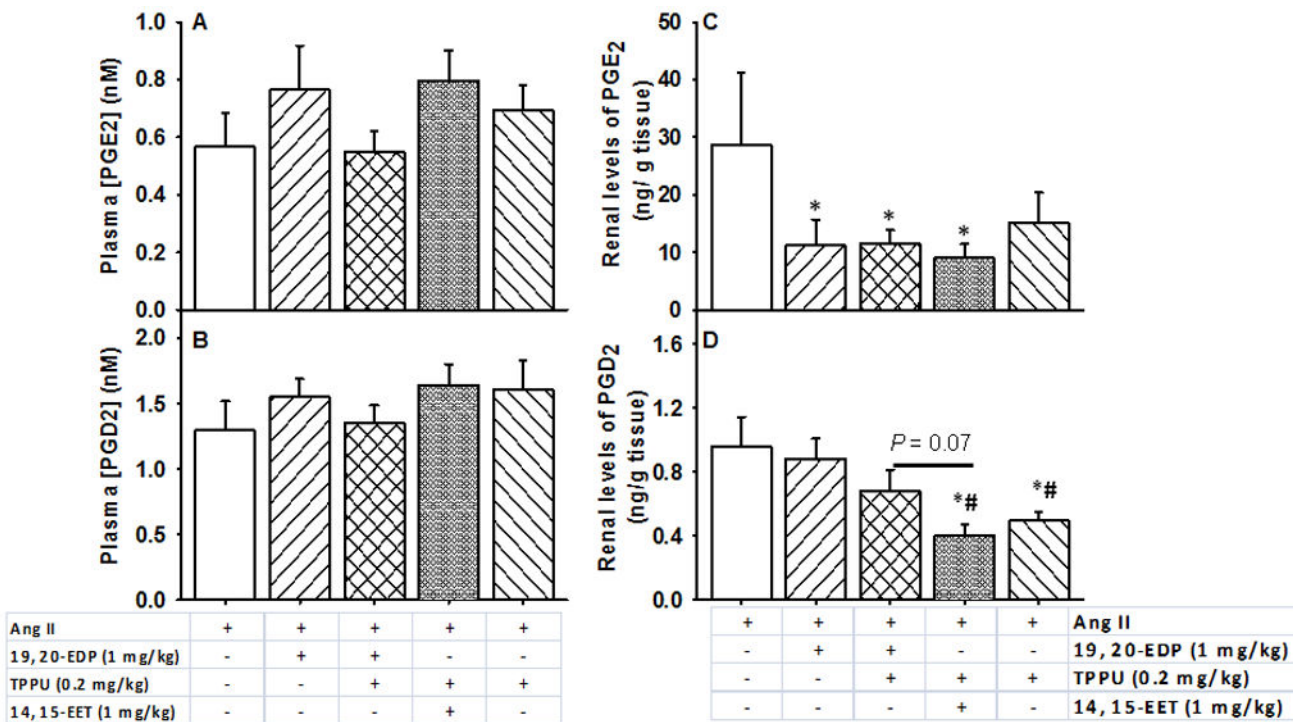 A
Plasma [PGE2] (nM)
1.0
0.8
0.6
0.4
0.2
0.0
B
Plasma [PGD2] (nM)
2.0
1.5
1.0
0.5
0.0
C
Renal levels of PGE2
(ng/ g tissue)
50
40
30
20
10
0
* * *
D
Renal levels of PGD2
(ng/g tissue)
1.6
1.2
0.8
0.4
0.0
P = 0.07
*# *#
Ang II + + + + +
19, 20-EDP (1 mg/kg) - + + - -
TPPU (0.2 mg/kg) - - + + +
14, 15-EET (1 mg/kg) - - - + -
+ + + + + Ang II
- + + - - 19, 20-EDP (1 mg/kg)
- - + + + TPPU (0.2 mg/kg)
- - - + - 14, 15-EET (1 mg/kg)